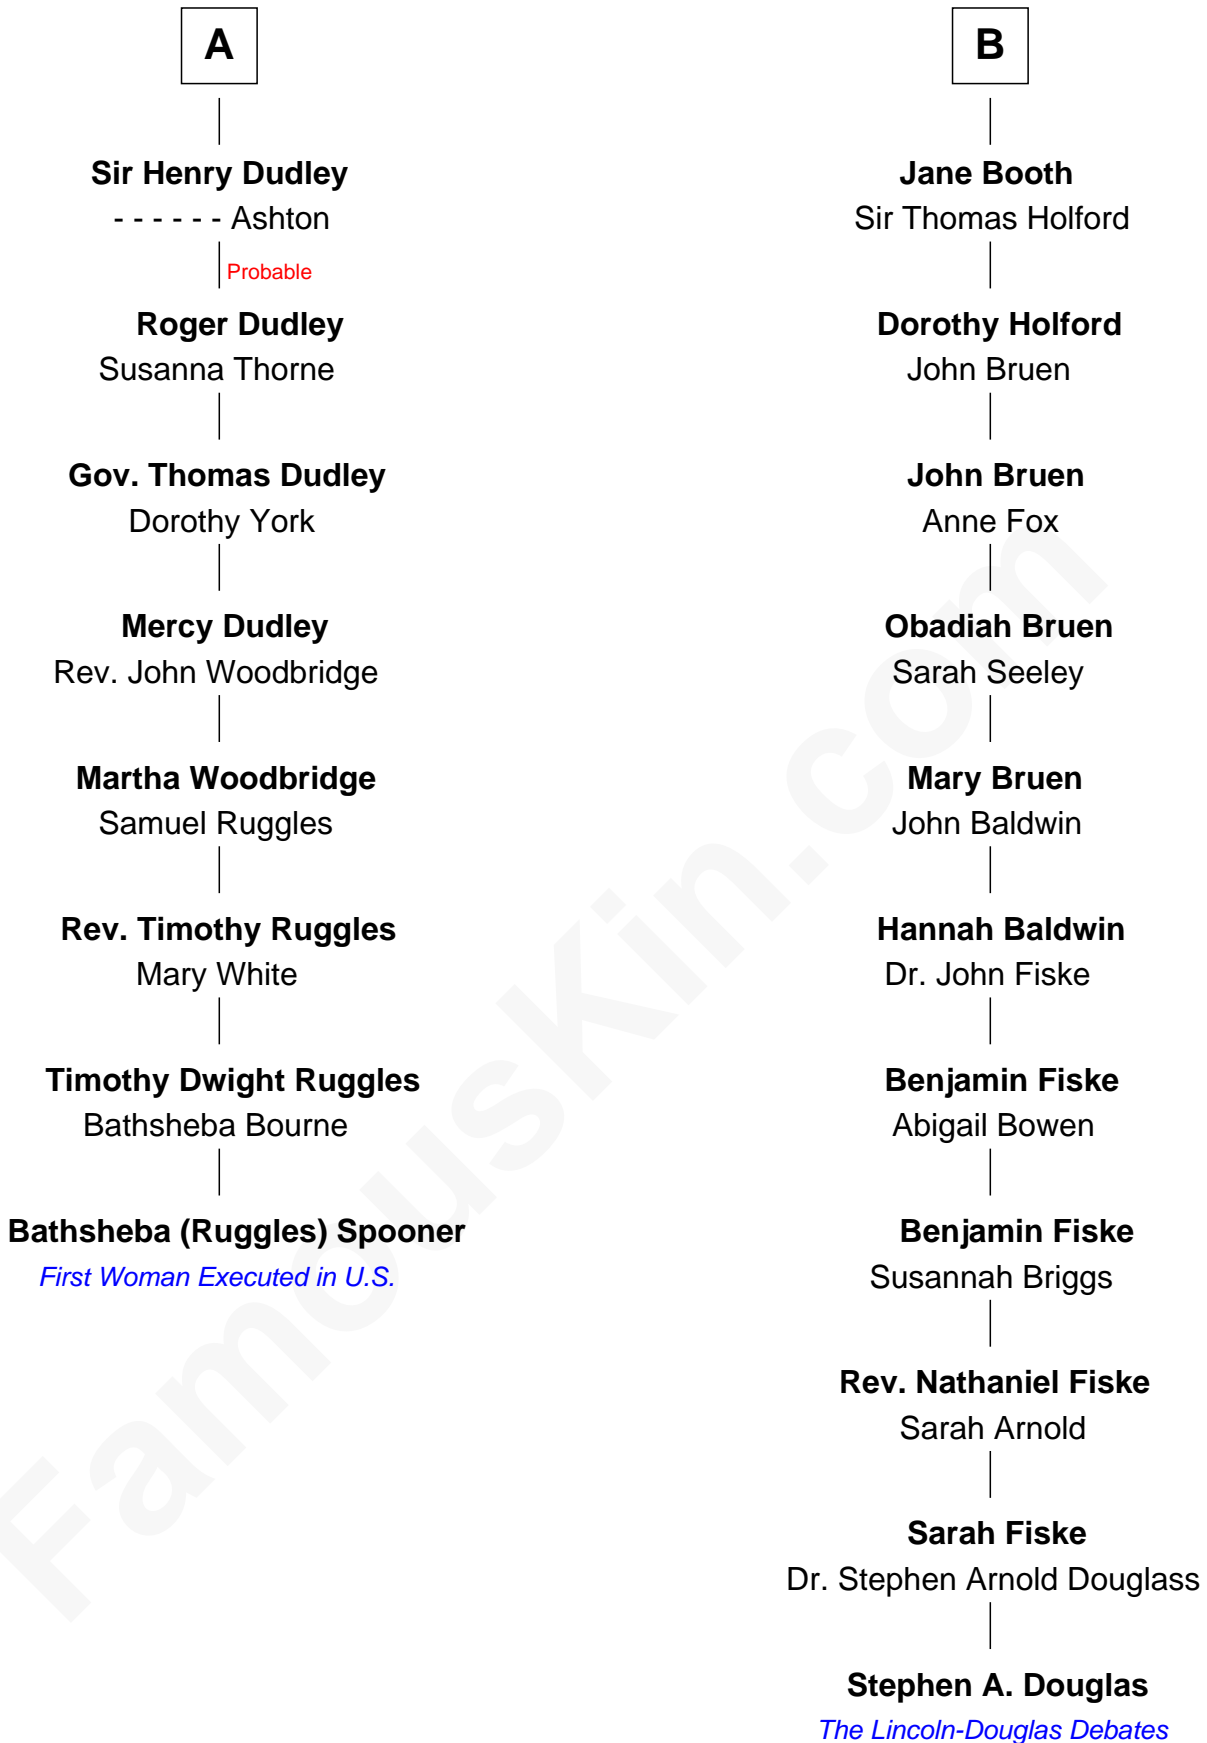 A
Sir Henry Dudley
- - - - - - Ashton
Probable
Roger Dudley
Susanna Thorne
Gov. Thomas Dudley
Dorothy York
Mercy Dudley
Rev. John Woodbridge
Martha Woodbridge
Samuel Ruggles
Rev. Timothy Ruggles
Mary White
Timothy Dwight Ruggles
Bathsheba Bourne
Bathsheba (Ruggles) Spooner
First Woman Executed in U.S.
B
Jane Booth
Sir Thomas Holford
Dorothy Holford
John Bruen
John Bruen
Anne Fox
Obadiah Bruen
Sarah Seeley
Mary Bruen
John Baldwin
Hannah Baldwin
Dr. John Fiske
Benjamin Fiske
Abigail Bowen
Benjamin Fiske
Susannah Briggs
Rev. Nathaniel Fiske
Sarah Arnold
Sarah Fiske
Dr. Stephen Arnold Douglass
Stephen A. Douglas
The Lincoln-Douglas Debates
FamousKin.com